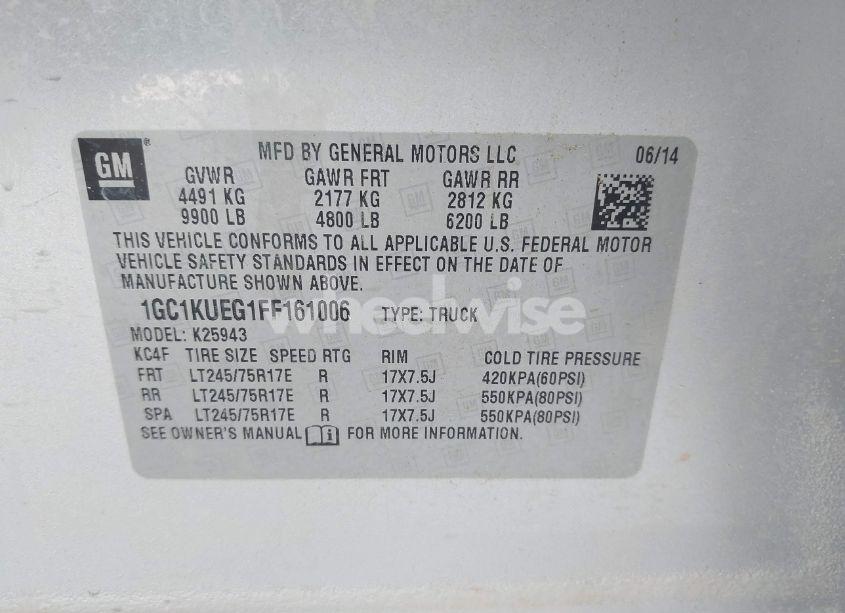 GM ® MFD BY GENERAL MOTORS LLC 06/14
GVWR GAWR FRT GAWR RR
4491 KG 2177 KG 2812 KG
9900 LB 4800 LB 6200 LB
THIS VEHICLE CONFORMS TO ALL APPLICABLE U.S. FEDERAL MOTOR
VEHICLE SAFETY STANDARDS IN EFFECT ON THE DATE OF
MANUFACTURE SHOWN ABOVE.
1GC1KUEG1FF161006 TYPE: TRUCK
wheelwise
MODEL: K25943
KC4F TIRE SIZE SPEED RTG RIM COLD TIRE PRESSURE
FRT LT245/75R17E R 17X7.5J 420KPA(60PSI)
RR LT245/75R17E R 17X7.5J 550KPA(80PSI)
SPA LT245/75R17E R 17X7.5J 550KPA(80PSI)
SEE OWNER'S MANUAL FOR MORE INFORMATION.